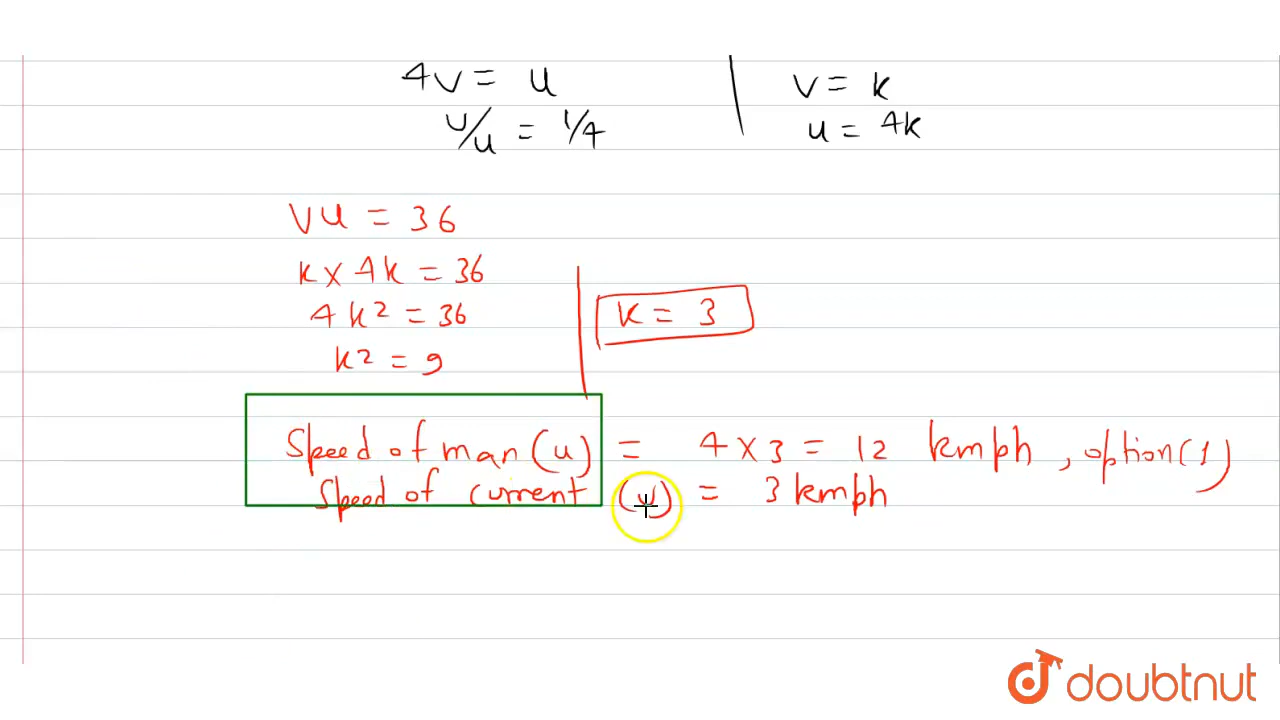 4V = u
V = k
V/u = 1/4
u = 4k
Vu = 36
k x 4k = 36
4k2 = 36
k = 3
k2 = 9
Speed of man (u) = 4 x 3 = 12 kmph, option (1)
Speed of current (v) = 3 kmph
doubtnut